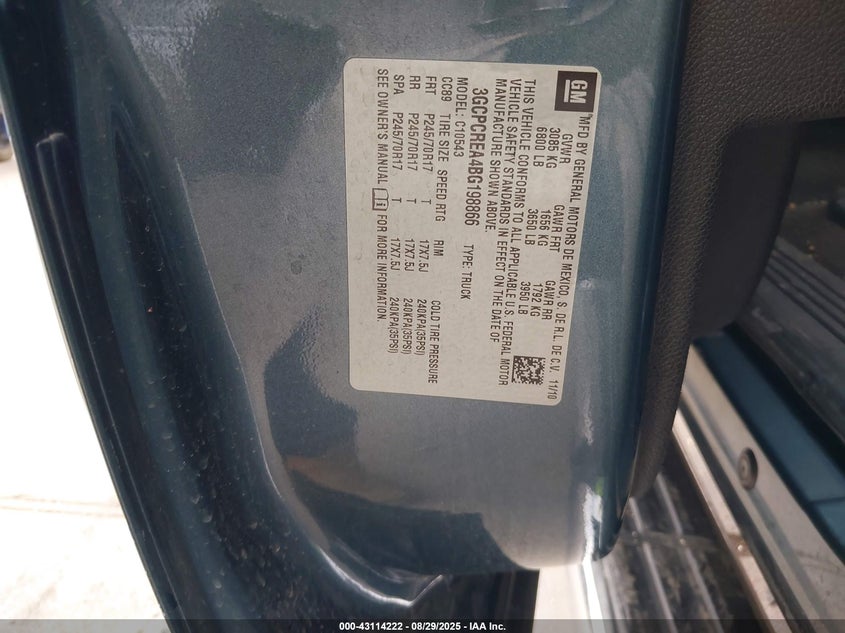 GM
MFD BY GENERAL MOTORS DE MEXICO, S. DE R.L. DE C.V. 11/10
GVWR GAWR FRT GAWR RR
3085 KG 1656 KG 1792 KG
6800 LB 3650 LB 3950 LB
THIS VEHICLE CONFORMS TO ALL APPLICABLE U.S. FEDERAL MOTOR
VEHICLE SAFETY STANDARDS IN EFFECT ON THE DATE OF
MANUFACTURE SHOWN ABOVE.
3GCPCREA4BG198866 TYPE: TRUCK
MODEL: C10543
CC89 TIRE SIZE SPEED RTG RIM COLD TIRE PRESSURE
FRT P245/70R17 T 17X7.5J 240KPA(35PSI)
RR P245/70R17 T 17X7.5J 240KPA(35PSI)
SPA P245/70R17 T 17X7.5J 240KPA(35PSI)
SEE OWNER'S MANUAL FOR MORE INFORMATION.
000-43114222 - 08/29/2025 - IAA Inc.